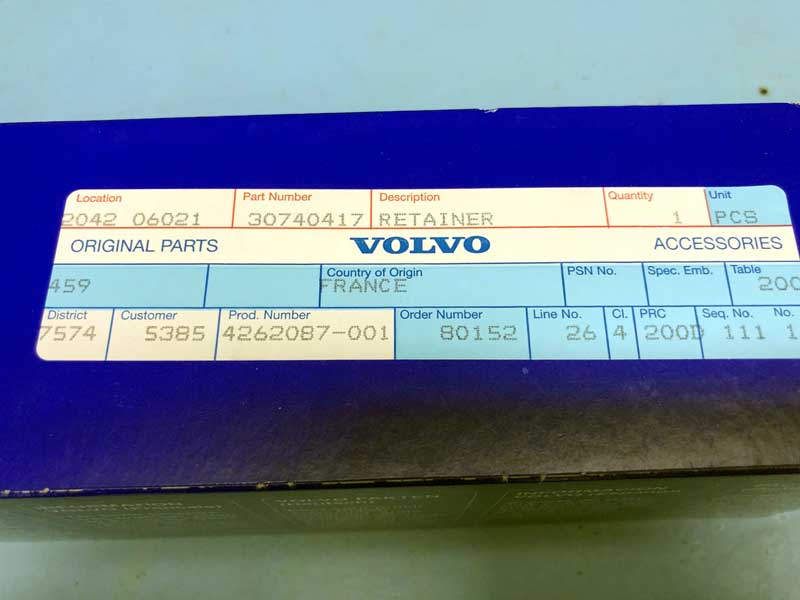 Location Part Number Description Quantity Unit
2042 06021 30740417 RETAINER 1 PCS
ORIGINAL PARTS VOLVO ACCESSORIES
Country of Origin PSN No. Spec. Emb. Table
459 FRANCE 200
District Customer Prod. Number Order Number Line No. Cl. PRC Seq. No. No.
7574 5385 4262087-001 80152 26 4 200D 111 1